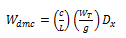 W_dmc = (c/i) (W_T/g) D_x